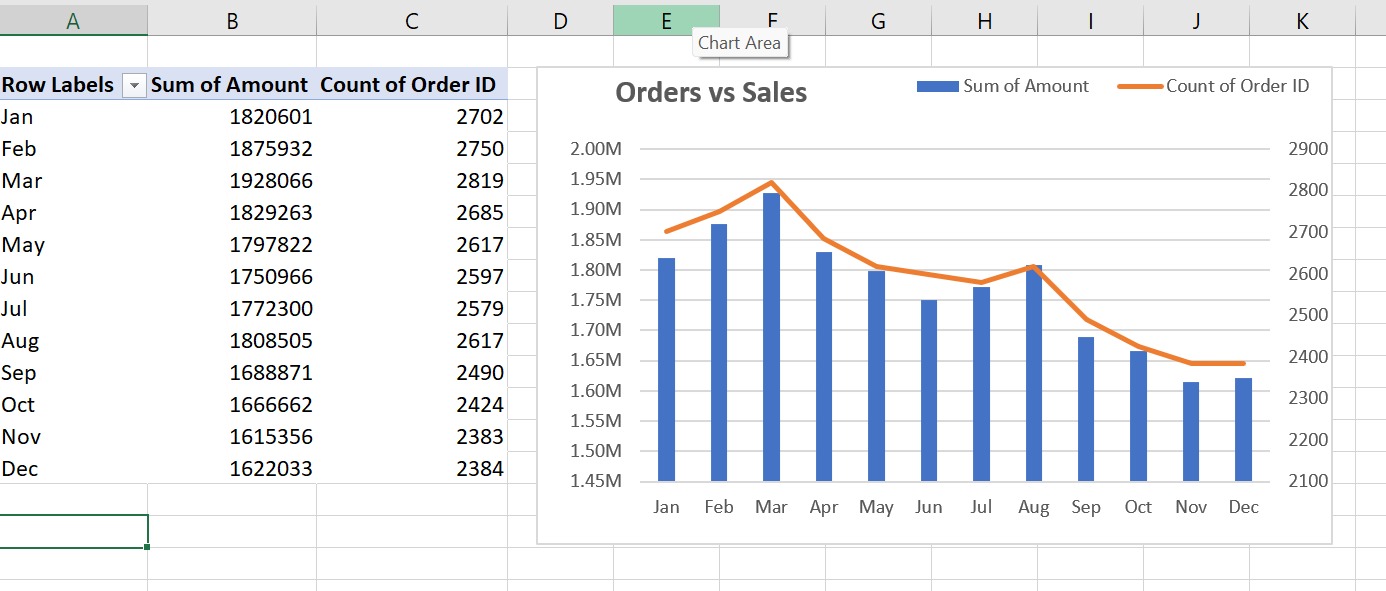 A B C D E F G H I J K
Chart Area
Row Labels Sum of Amount Count of Order ID
Jan 1820601 2702
Feb 1875932 2750
Mar 1928066 2819
Apr 1829263 2685
May 1797822 2617
Jun 1750966 2597
Jul 1772300 2579
Aug 1808505 2617
Sep 1688871 2490
Oct 1666662 2424
Nov 1615356 2383
Dec 1622033 2384
Orders vs Sales
Sum of Amount Count of Order ID
2.00M
1.95M
1.90M
1.85M
1.80M
1.75M
1.70M
1.65M
1.60M
1.55M
1.50M
1.45M
2900
2800
2700
2600
2500
2400
2300
2200
2100
Jan Feb Mar Apr May Jun Jul Aug Sep Oct Nov Dec